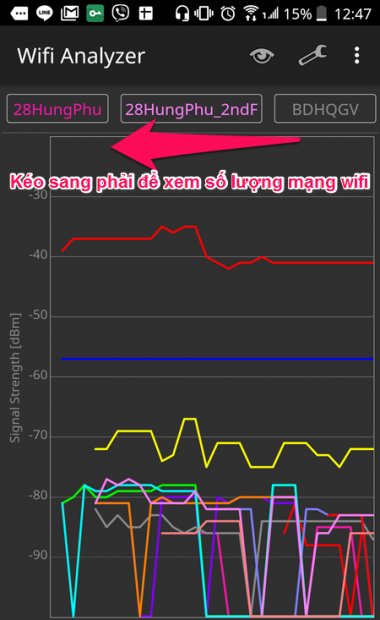 15% 12:47
Wifi Analyzer
28HungPhu 28HungPhu_2ndF BDHQGV
Kéo sang phải để xem số lượng mạng wifi
-30
-40
-50
-60
-70
-80
-90
Signal Strength [dBm]